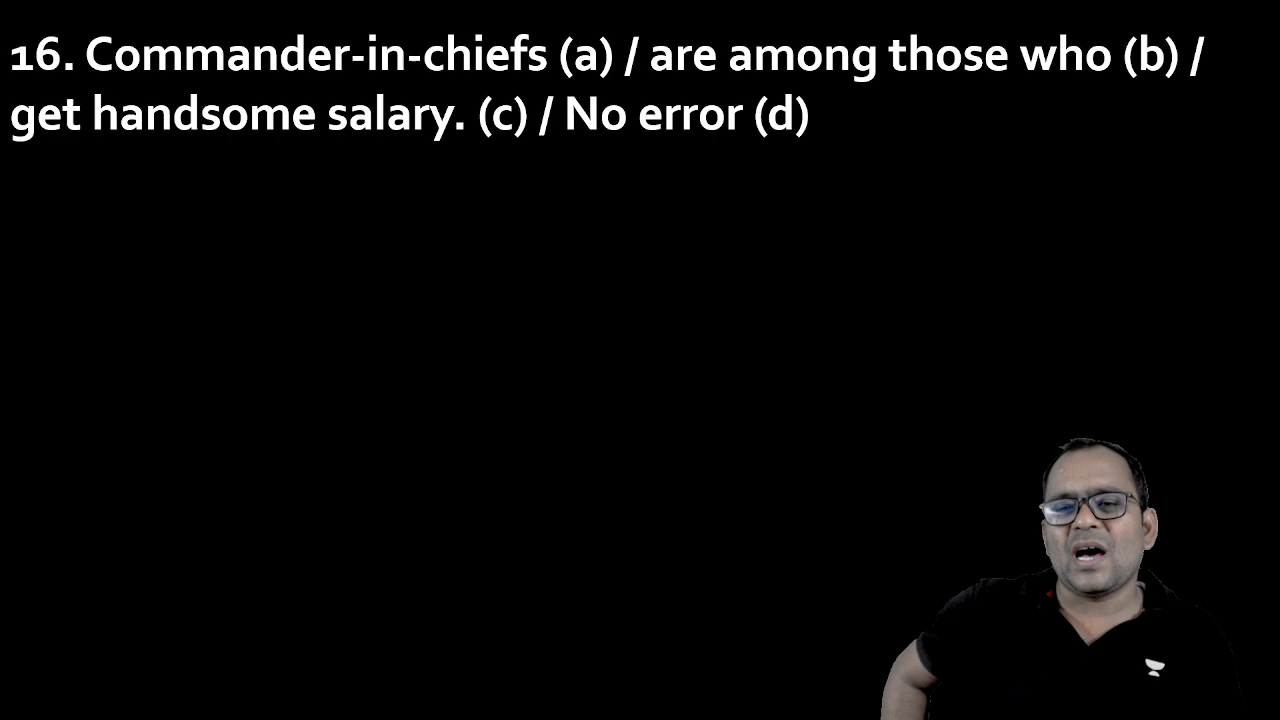 16. Commander-in-chiefs (a) / are among those who (b) /
get handsome salary. (c) / No error (d)